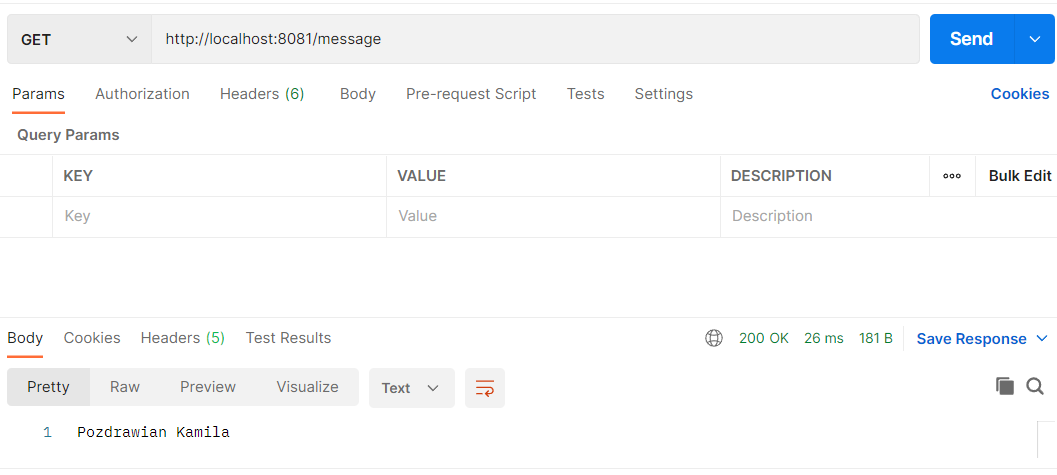 GET http://localhost:8081/message Send
Params Authorization Headers (6) Body Pre-request Script Tests Settings Cookies
Query Params
KEY VALUE DESCRIPTION Bulk Edit
Key Value Description
Body Cookies Headers (5) Test Results 200 OK 26 ms 181 B Save Response
Pretty Raw Preview Visualize Text
1 Pozdrawian Kamila